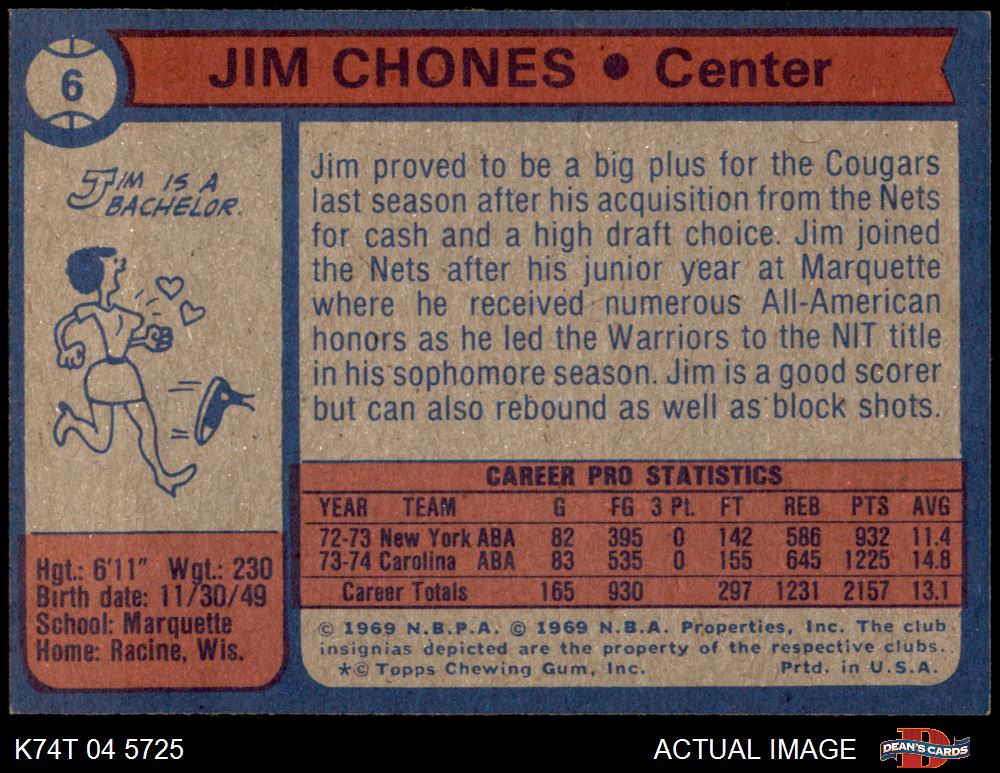 6
JIM CHONES • Center
JIM IS A
BACHELOR.
Jim proved to be a big plus for the Cougars
last season after his acquisition from the Nets
for cash and a high draft choice. Jim joined
the Nets after his junior year at Marquette
where he received numerous All-American
honors as he led the Warriors to the NIT title
in his sophomore season. Jim is a good scorer
but can also rebound as well as block shots.
Hgt.: 6'11" Wgt.: 230
Birth date: 11/30/49
School: Marquette
Home: Racine, Wis.
CAREER PRO STATISTICS
YEAR TEAM G FG 3 Pt. FT REB PTS AVG
72-73 New York ABA 82 395 0 142 586 932 11.4
73-74 Carolina ABA 83 535 0 155 645 1225 14.8
Career Totals 165 930 297 1231 2157 13.1
© 1969 N.B.P.A. © 1969 N.B.A. Properties, Inc. The club
insignias depicted are the property of the respective clubs.
*© Topps Chewing Gum, Inc. Prtd. in U.S.A.
K74T 04 5725 ACTUAL IMAGE DEAN'S CARDS